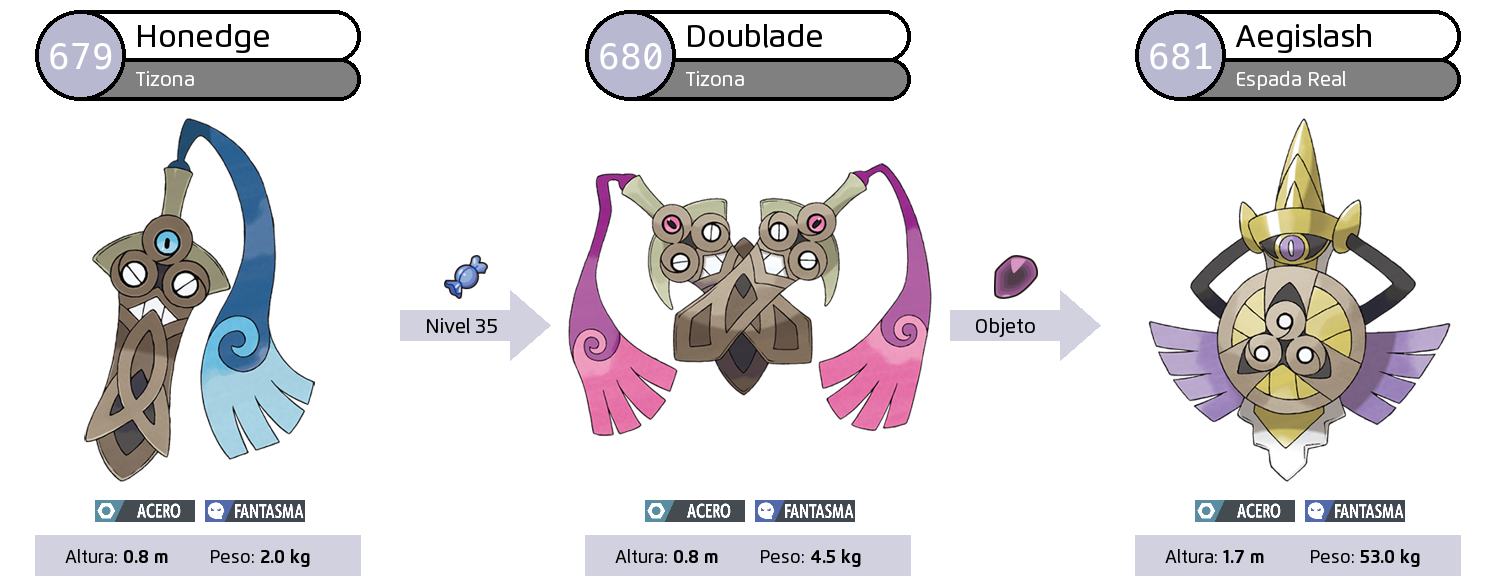 679
Honedge
Tizona
ACERO
FANTASMA
Altura: 0.8 m
Peso: 2.0 kg
Nivel 35
680
Doublade
Tizona
ACERO
FANTASMA
Altura: 0.8 m
Peso: 4.5 kg
Objeto
681
Aegislash
Espada Real
ACERO
FANTASMA
Altura: 1.7 m
Peso: 53.0 kg